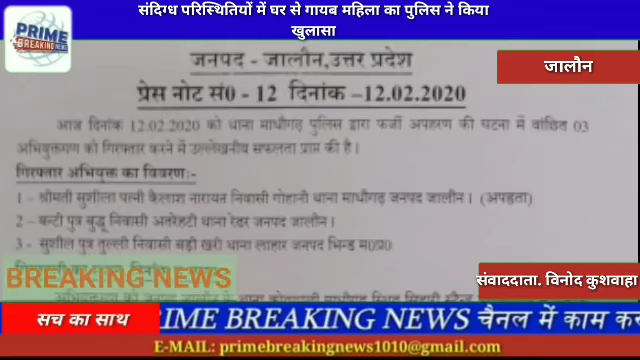 संदिग्ध परिस्थितियों में घर से गायब महिला का पुलिस ने किया
खुलासा
PRIME
BREAKING NEWS
जालौन
जनपद - जालौन,उत्तर प्रदेश
प्रेस नोट सं0 - 12 दिनांक –12.02.2020
आज दिनांक 12.02.2020 को थाना माधौगढ़ पुलिस द्वारा फर्जी अपहरण की घटना में वांछित 03
अभियुक्तगण को गिरफ्तार करने में उल्लेखनीय सफलता प्राप्त की है।
गिरफ्तार अभियुक्त का विवरण:-
1 – श्रीमती सुशीला पत्नी कैलाश नारायन निवासी गोहानी थाना माधौगढ़ जनपद जालौन। (अपहृता)
2 – बन्टी पुत्र बुद्धू निवासी अतरेहटी थाना रेंढर जनपद जालौन।
3 - सुशील पुत्र तुल्ली निवासी बड़ी खरी थाना लाहार जनपद भिन्ड म0प्र0
BREAKING NEWS
संवाददाता. विनोद कुशवाहा
सच का साथ
PRIME BREAKING NEWS चैनल में काम कर
E-MAIL: primebreakingnews1010@gmail.com